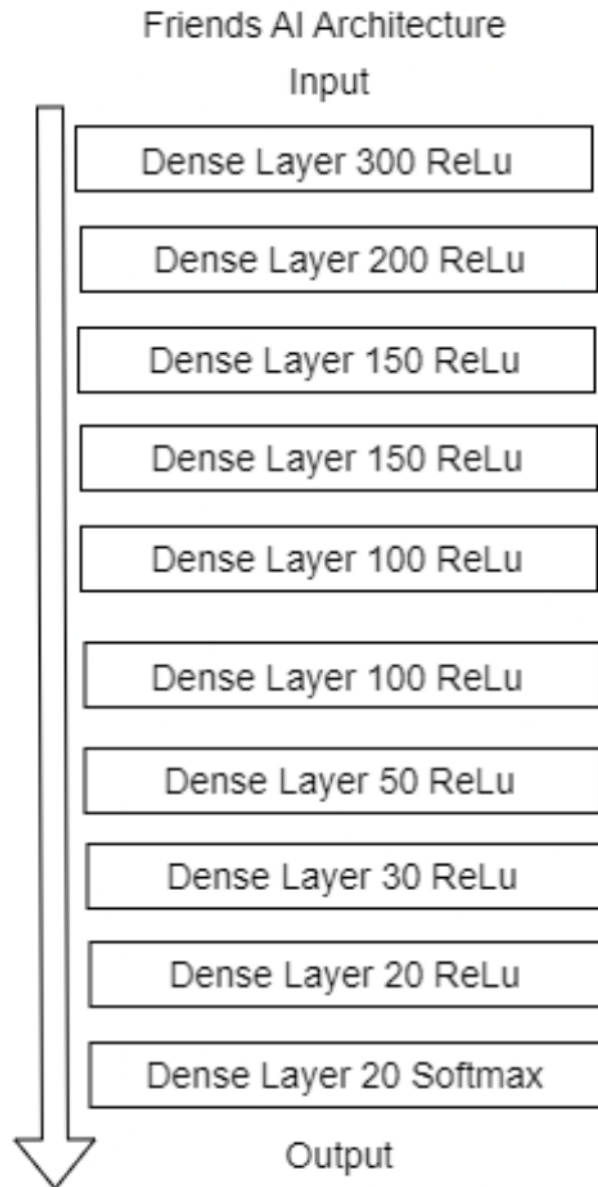 Friends AI Architecture
Input
Dense Layer 300 ReLu
Dense Layer 200 ReLu
Dense Layer 150 ReLu
Dense Layer 150 ReLu
Dense Layer 100 ReLu
Dense Layer 100 ReLu
Dense Layer 50 ReLu
Dense Layer 30 ReLu
Dense Layer 20 ReLu
Dense Layer 20 Softmax
Output